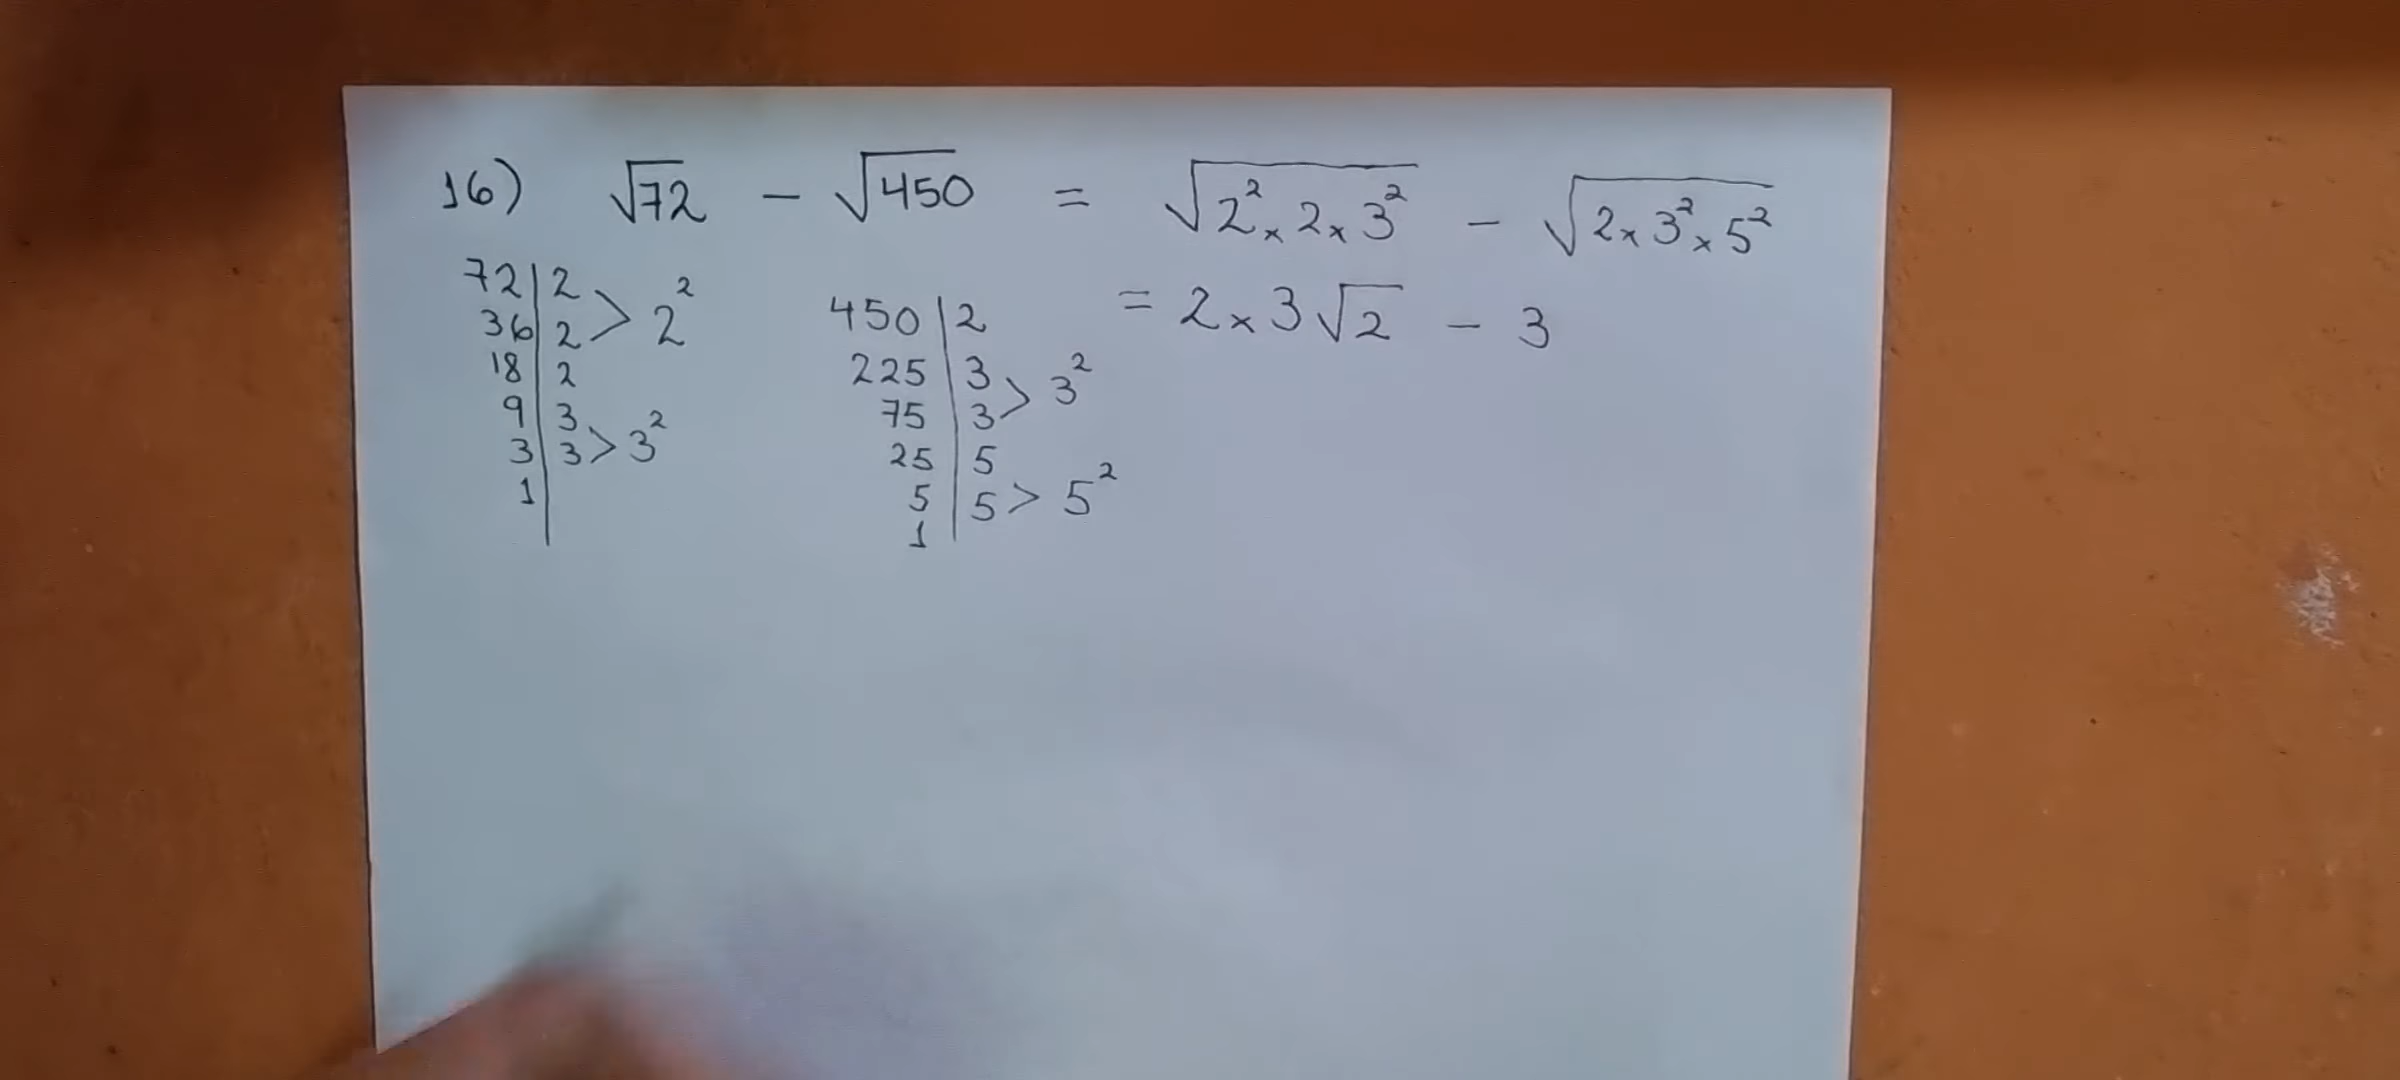 16) √72 − √450 = √(2² × 2 × 3²) − √(2 × 3² × 5²)
= 2 × 3√2 − 3
72 | 2
36 | 2 > 2²
18 | 2
9 | 3
3 | 3 > 3²
1 |
450 | 2
225 | 3
75 | 3 > 3²
25 | 5
5 | 5 > 5²
1 |